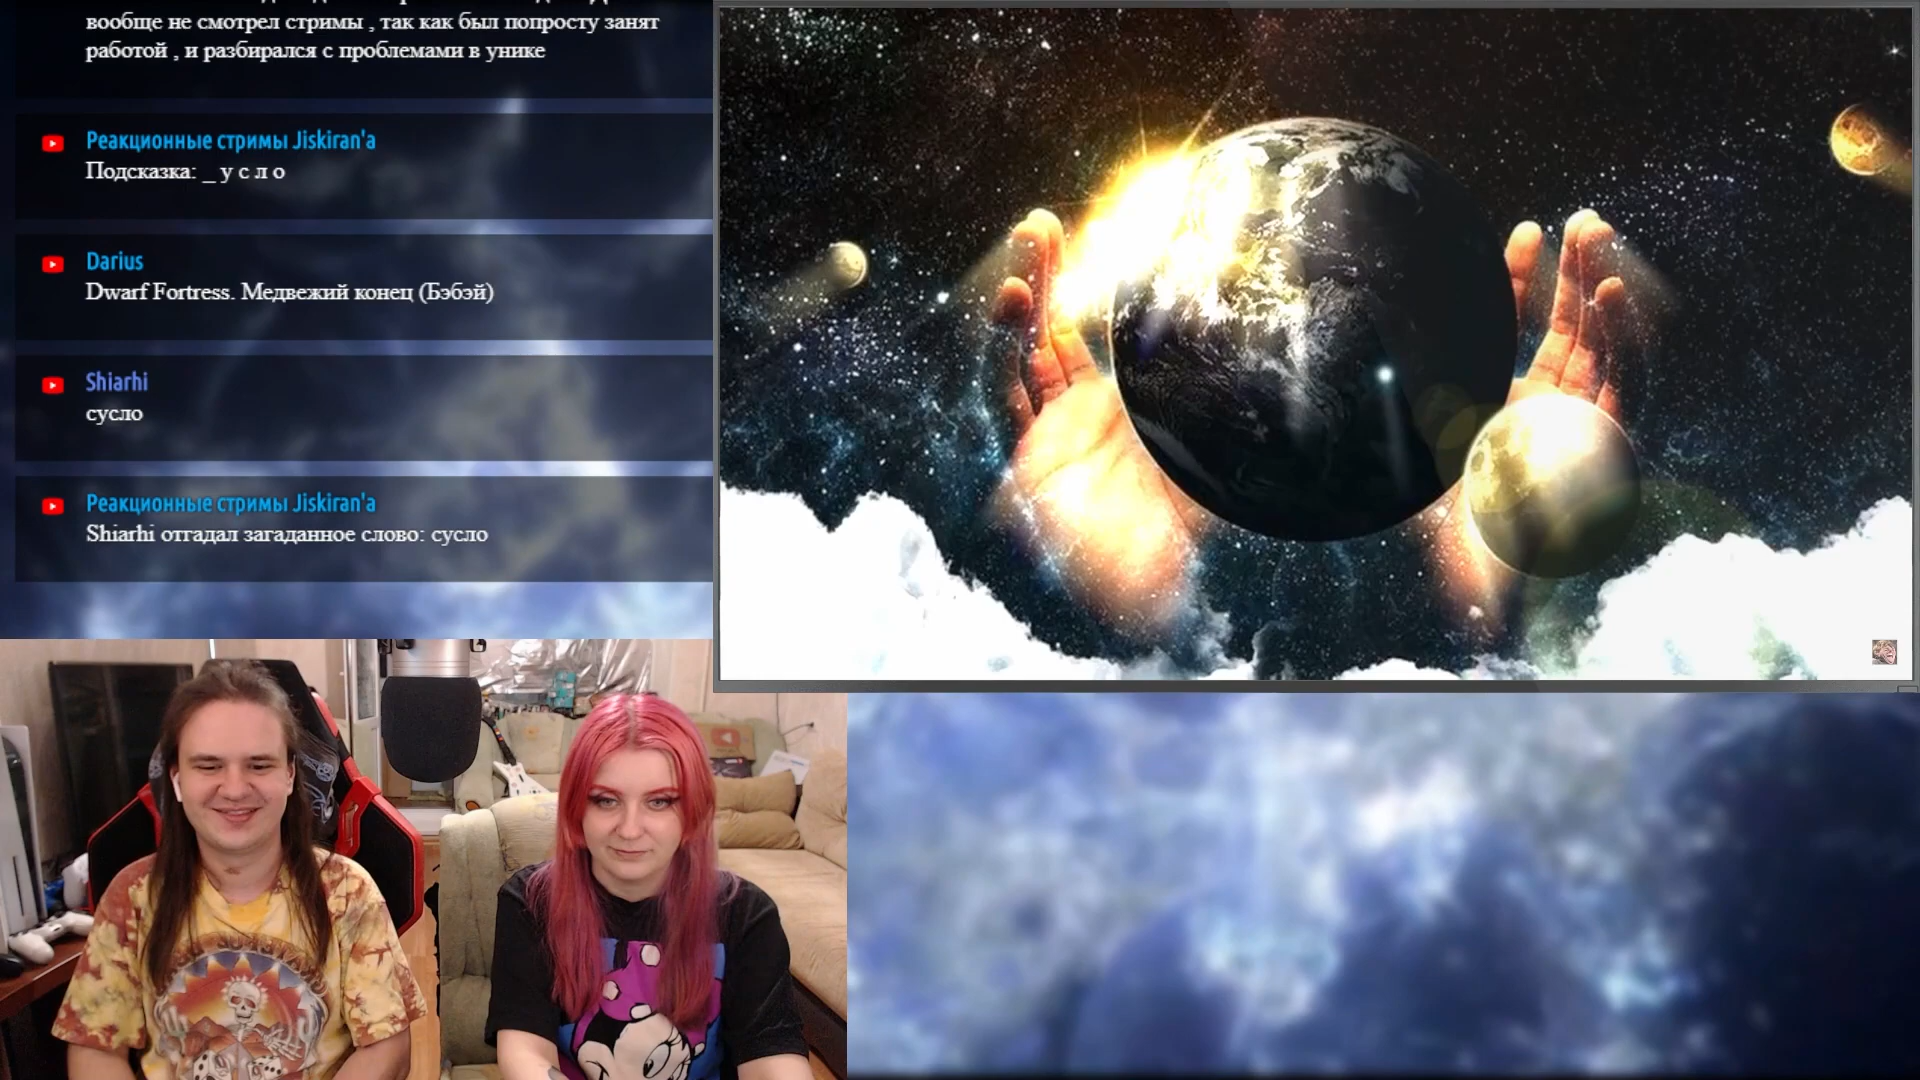 вообще не смотрел стримы , так как был попросту занят
работой , и разбирался с проблемами в унике
Реакционные стримы Jiskiran'a
Подсказка: _ у с л о
Darius
Dwarf Fortress. Медвежий конец (Бэбэй)
Shiarhi
сусло
Реакционные стримы Jiskiran'a
Shiarhi отгадал загаданное слово: сусло